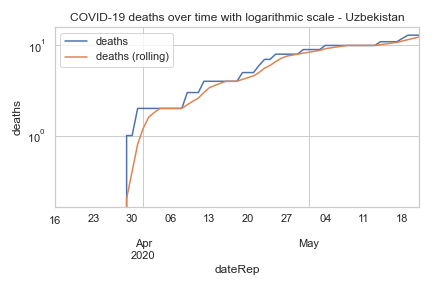 COVID-19 deaths over time with logarithmic scale - Uzbekistan
deaths
deaths (rolling)
10¹
10⁰
deaths
16 23 30 06 13 20 27 04 11 18
Apr May
2020
dateRep